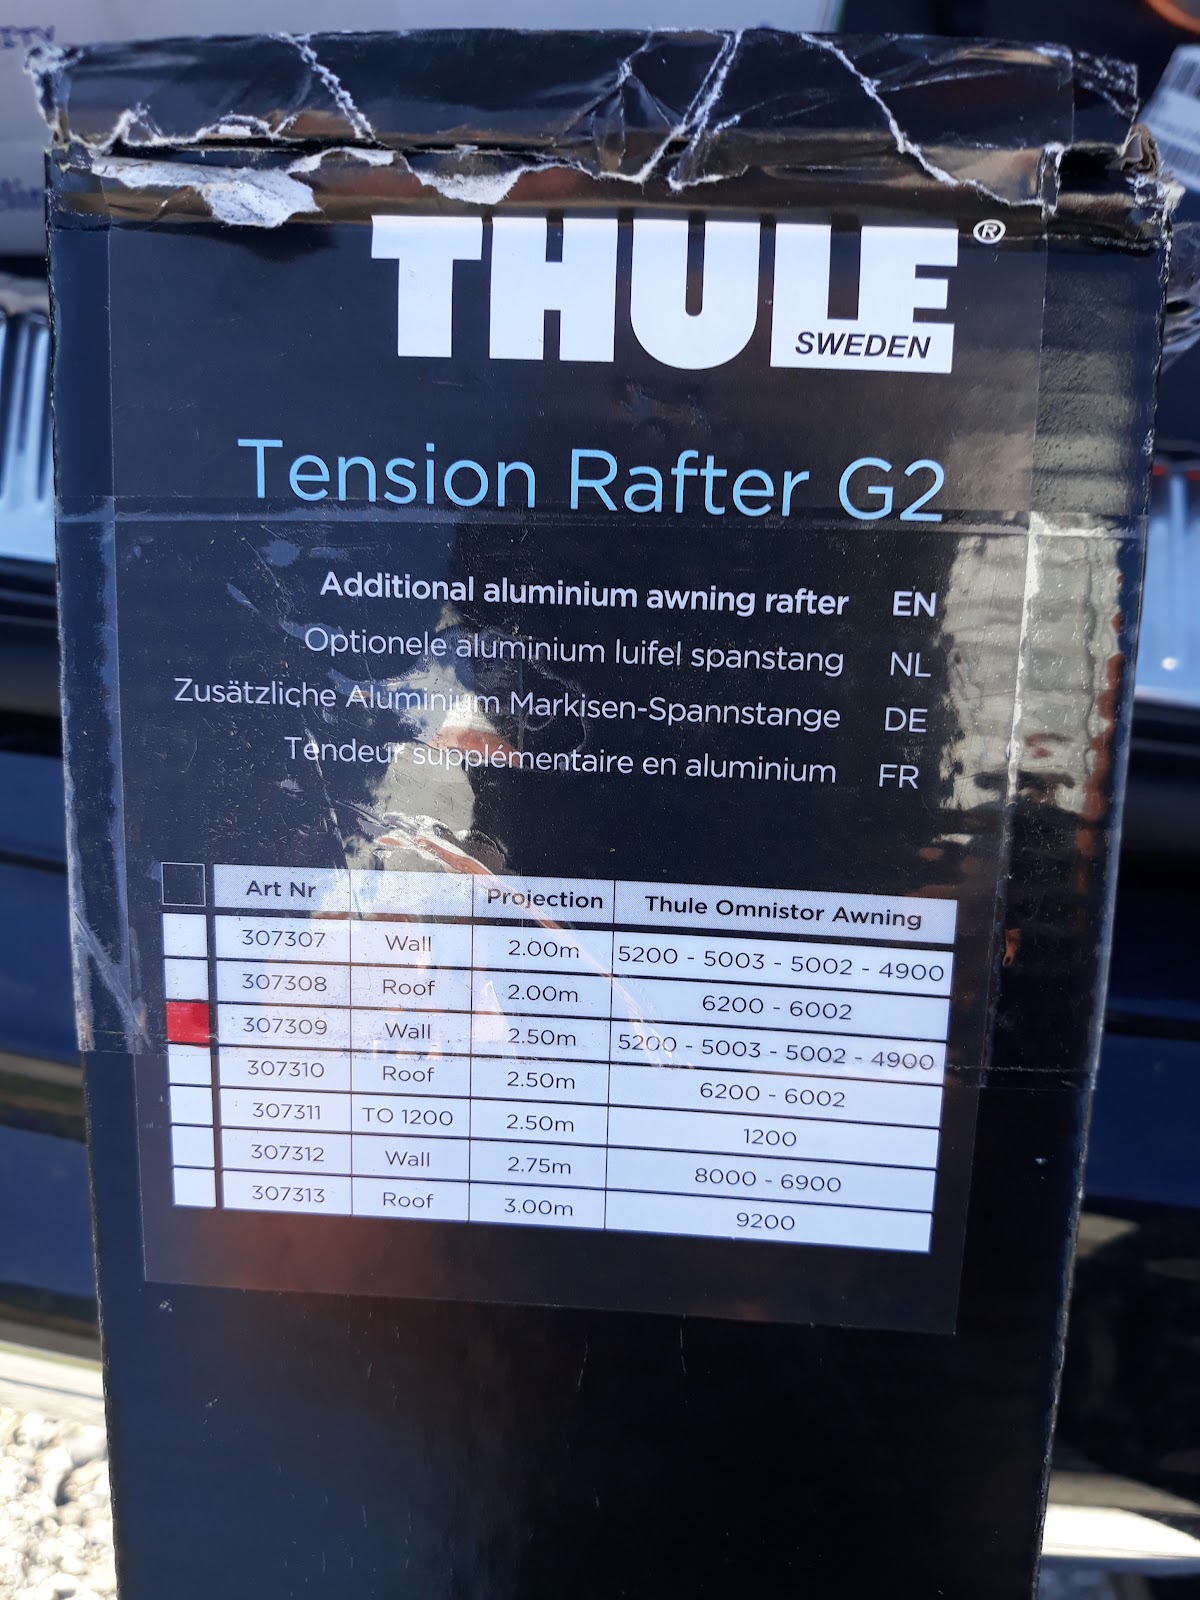 THULE®
SWEDEN
Tension Rafter G2
Additional aluminium awning rafter EN
Optionele aluminium luifel spanstang NL
Zusätzliche Aluminium Markisen-Spannstange DE
Tendeur supplémentaire en aluminium FR
Art Nr Projection Thule Omnistor Awning
307307 Wall 2.00m 5200 - 5003 - 5002 - 4900
307308 Roof 2.00m 6200 - 6002
307309 Wall 2.50m 5200 - 5003 - 5002 - 4900
307310 Roof 2.50m 6200 - 6002
307311 TO 1200 2.50m 1200
307312 Wall 2.75m 8000 - 6900
307313 Roof 3.00m 9200